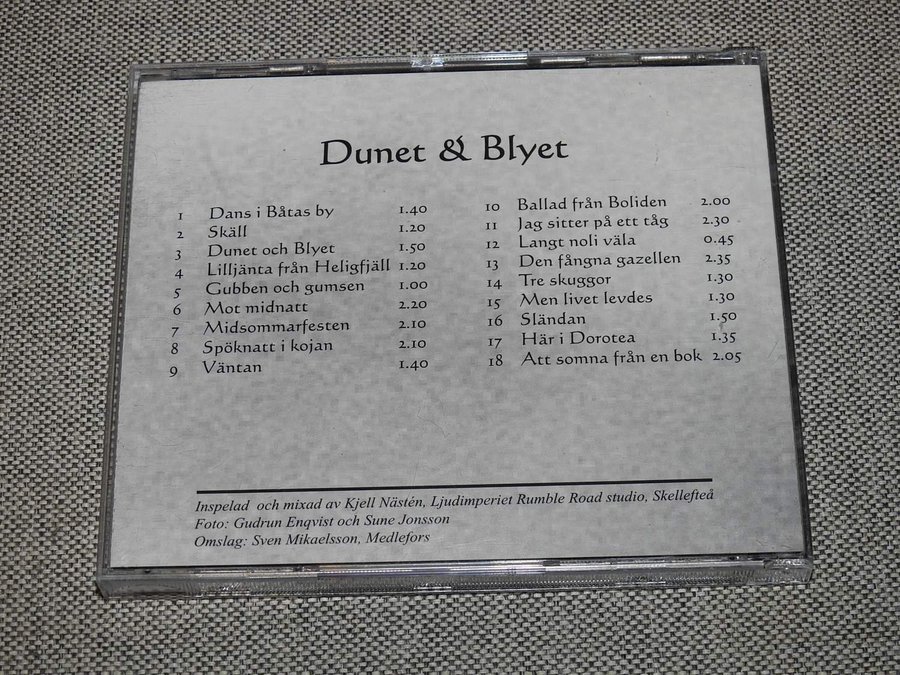 Dunet & Blyet
1 Dans i Båtas by 1.40
2 Skäll 1.20
3 Dunet och Blyet 1.50
4 Lilljänta från Heligfjäll 1.20
5 Gubben och gumsen 1.00
6 Mot midnatt 2.20
7 Midsommarfesten 2.10
8 Spöknatt i kojan 2.10
9 Väntan 1.40
10 Ballad från Boliden 2.00
11 Jag sitter på ett tåg 2.30
12 Langt noli väla 0.45
13 Den fångna gazellen 2.35
14 Tre skuggor 1.30
15 Men livet levdes 1.30
16 Sländan 1.50
17 Här i Dorotea 1.35
18 Att somna från en bok 2.05
Inspelad och mixad av Kjell Nästén, Ljudimperiet Rumble Road studio, Skellefteå
Foto: Gudrun Enqvist och Sune Jonsson
Omslag: Sven Mikaelsson, Medlefors